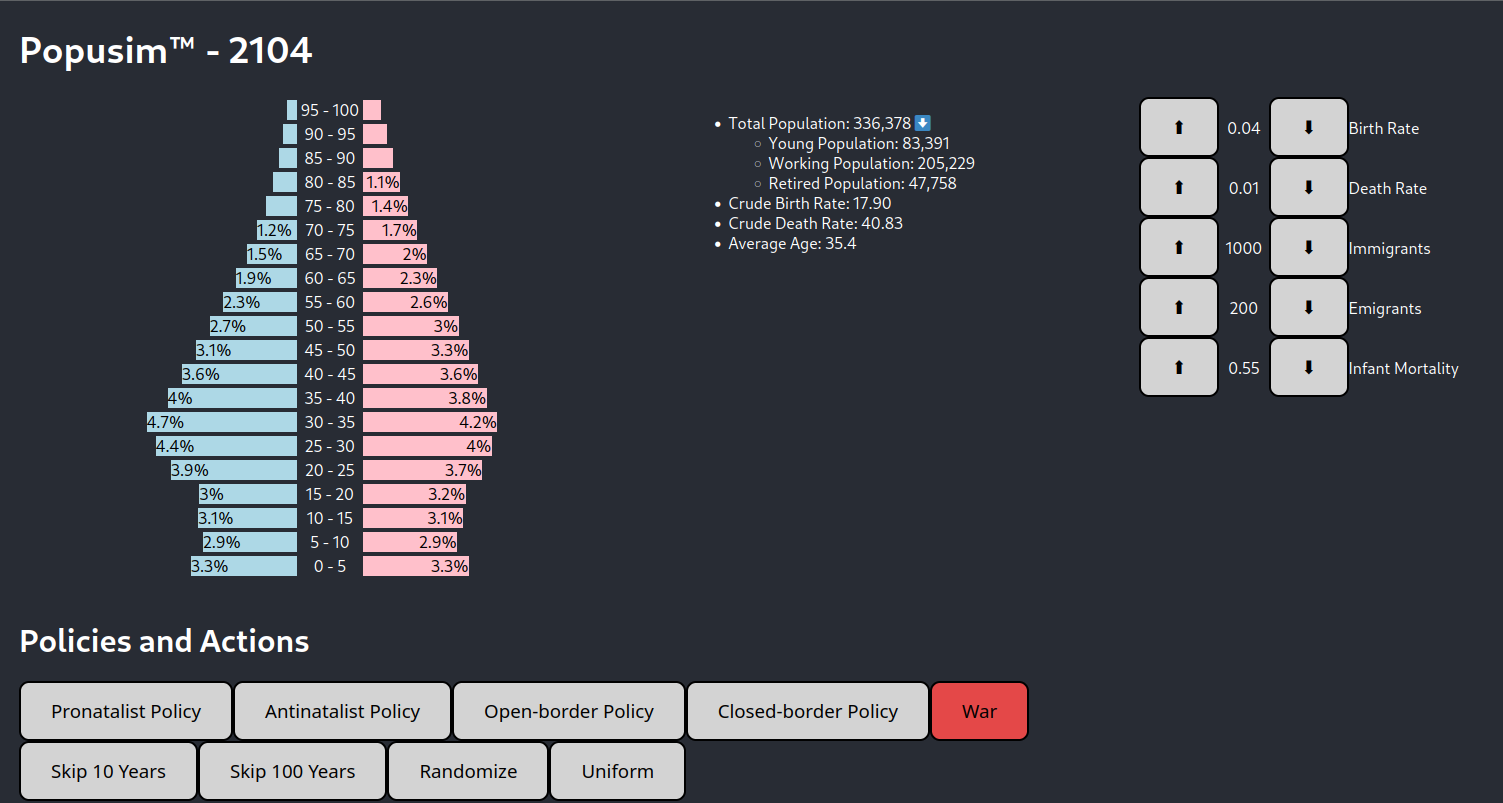 Popusim™ - 2104
95 - 100
90 - 95
85 - 90
80 - 85 1.1%
75 - 80 1.4%
1.2% 70 - 75 1.7%
1.5% 65 - 70 2%
1.9% 60 - 65 2.3%
2.3% 55 - 60 2.6%
2.7% 50 - 55 3%
3.1% 45 - 50 3.3%
3.6% 40 - 45 3.6%
4% 35 - 40 3.8%
4.7% 30 - 35 4.2%
4.4% 25 - 30 4%
3.9% 20 - 25 3.7%
3% 15 - 20 3.2%
3.1% 10 - 15 3.1%
2.9% 5 - 10 2.9%
3.3% 0 - 5 3.3%
Total Population: 336,378 ⬇
Young Population: 83,391
Working Population: 205,229
Retired Population: 47,758
Crude Birth Rate: 17.90
Crude Death Rate: 40.83
Average Age: 35.4
⬆ 0.04 ⬇ Birth Rate
⬆ 0.01 ⬇ Death Rate
⬆ 1000 ⬇ Immigrants
⬆ 200 ⬇ Emigrants
⬆ 0.55 ⬇ Infant Mortality
Policies and Actions
Pronatalist Policy Antinatalist Policy Open-border Policy Closed-border Policy War
Skip 10 Years Skip 100 Years Randomize Uniform